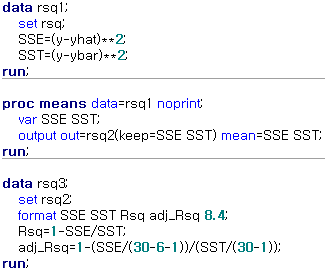 data rsq1;
set rsq;
SSE=(y-yhat)**2;
SST=(y-ybar)**2;
run;
proc means data=rsq1 noprint;
var SSE SST;
output out=rsq2(keep=SSE SST) mean=SSE SST;
run;
data rsq3;
set rsq2;
format SSE SST Rsq adj_Rsq 8.4;
Rsq=1-SSE/SST;
adj_Rsq=1-(SSE/(30-6-1))/(SST/(30-1));
run;